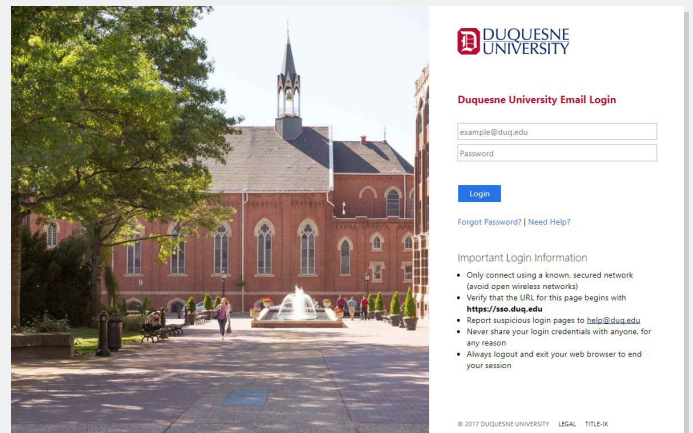 DUQUESNE
UNIVERSITY
Duquesne University Email Login
example@duq.edu
Password
Login
Forgot Password? | Need Help?
Important Login Information
• Only connect using a known, secured network
(avoid open wireless networks)
• Verify that the URL for this page begins with
https://sso.duq.edu
• Report suspicious login pages to help@duq.edu
• Never share your login credentials with anyone, for
any reason
• Always logout and exit your web browser to end
your session
© 2017 DUQUESNE UNIVERSITY LEGAL TITLE-IX